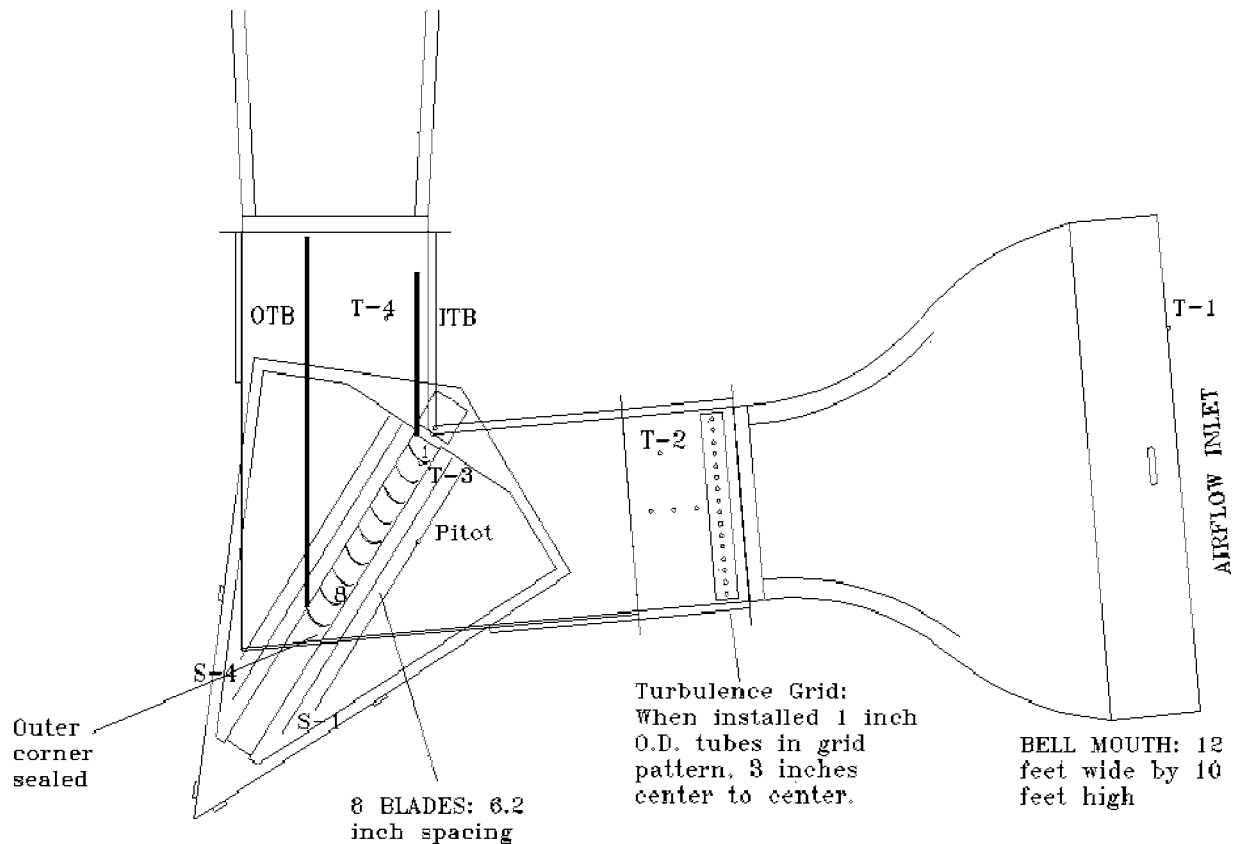 T-4
OTB
ITB
T-1
AIRFLOW INLET
T-2
1
T-3
Pitot
8
S-4
S-1
Outer
corner
sealed
8 BLADES: 6.2
inch spacing
Turbulence Grid:
When installed 1 inch
O.D. tubes in grid
pattern, 3 inches
center to center.
BELL MOUTH: 12
feet wide by 10
feet high